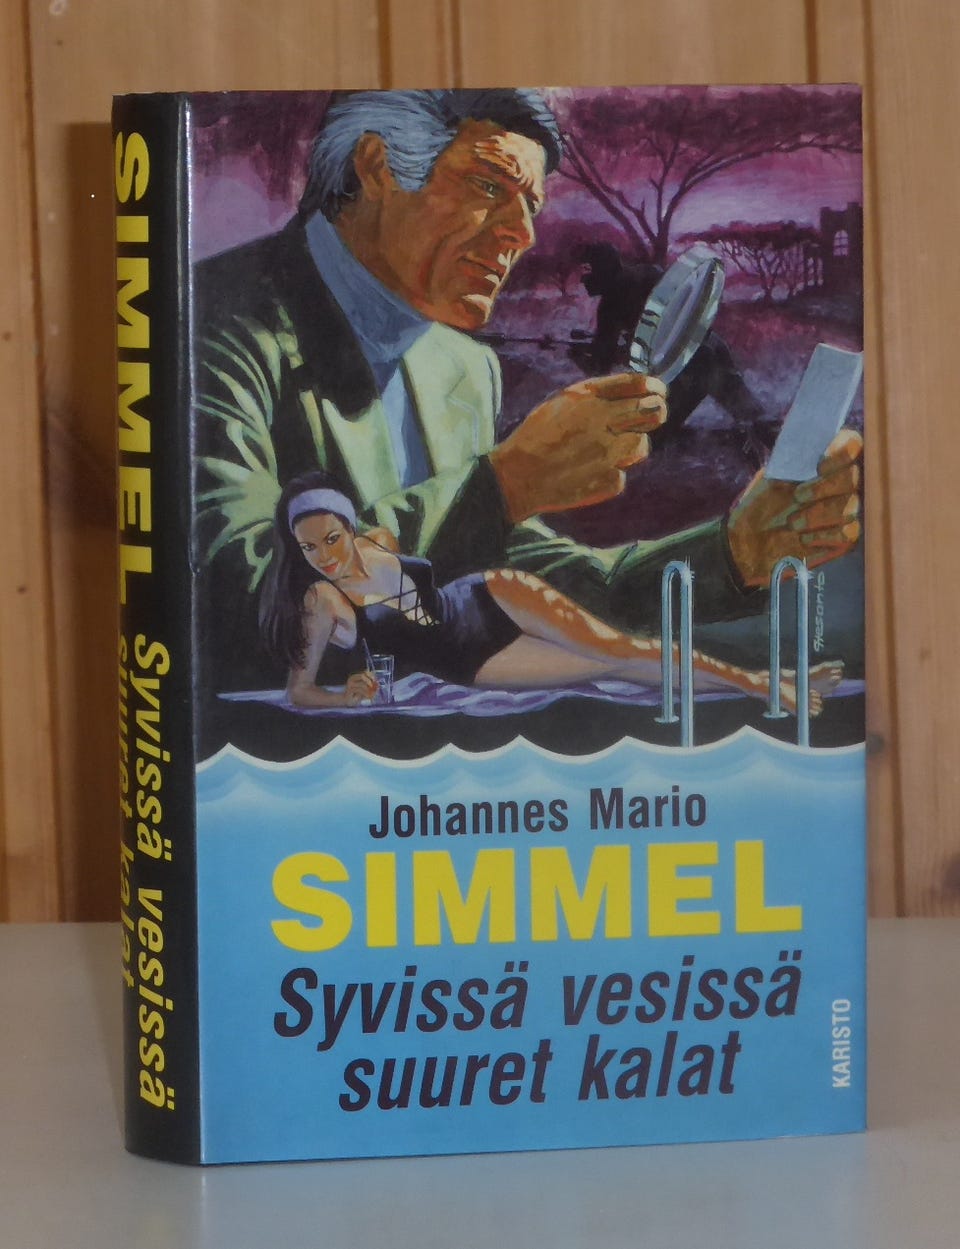 SIMMEL Syvissä vesissä
suuret kalat
Johannes Mario
SIMMEL
Syvissä vesissä
suuret kalat
KARISTO